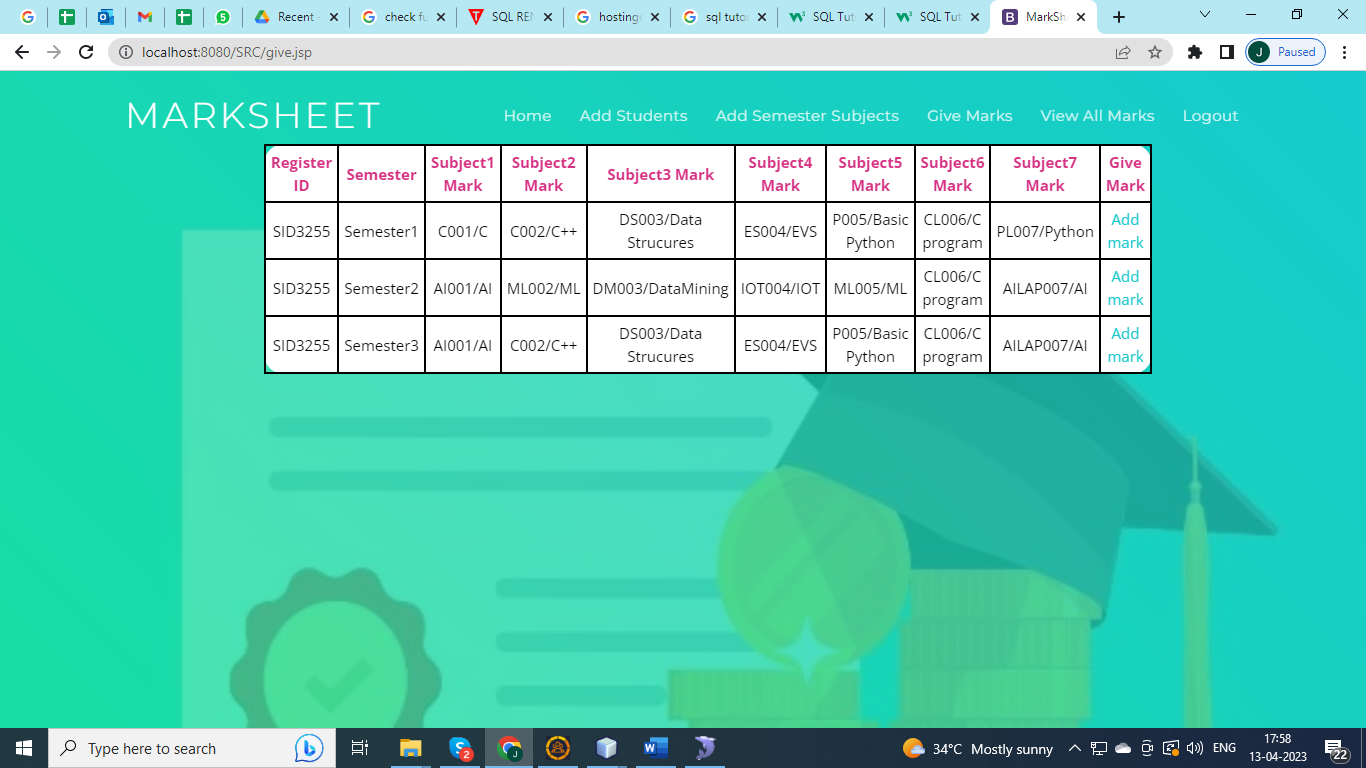 Recent -
check fu
SQL REN
hostinge
sql tutor
SQL Tut
SQL Tut
MarkSh
localhost:8080/SRC/give.jsp
J Paused
MARKSHEET
Home Add Students Add Semester Subjects Give Marks View All Marks Logout
Register Subject1 Subject2 Subject4 Subject5 Subject6 Subject7 Give
Semester Subject3 Mark
ID Mark Mark Mark Mark Mark Mark Mark
DS003/Data P005/Basic CL006/C Add
SID3255 Semester1 C001/C C002/C++ ES004/EVS PL007/Python
Strucures Python program mark
CL006/C Add
SID3255 Semester2 AI001/AI ML002/ML DM003/DataMining IOT004/IOT ML005/ML AILAP007/AI
program mark
DS003/Data P005/Basic CL006/C Add
SID3255 Semester3 AI001/AI C002/C++ ES004/EVS AILAP007/AI
Strucures Python program mark
Type here to search
34°C Mostly sunny
ENG
17:58
13-04-2023
22